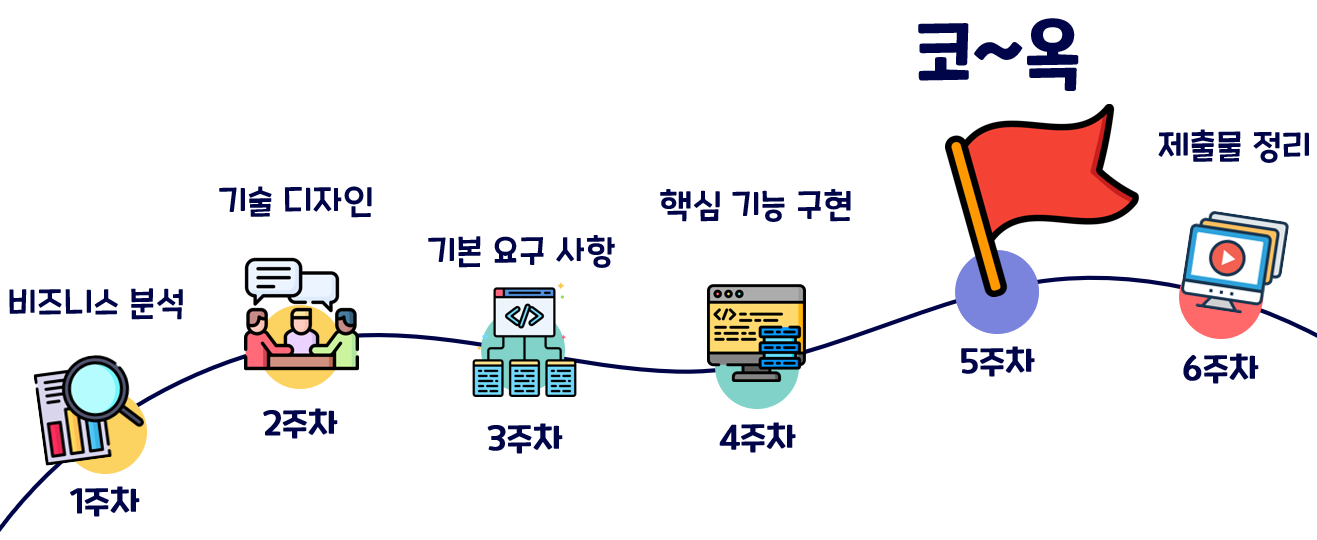 비즈니스 분석
1주차
기술 디자인
2주차
기본 요구 사항
3주차
핵심 기능 구현
4주차
코~옥
5주차
제출물 정리
6주차